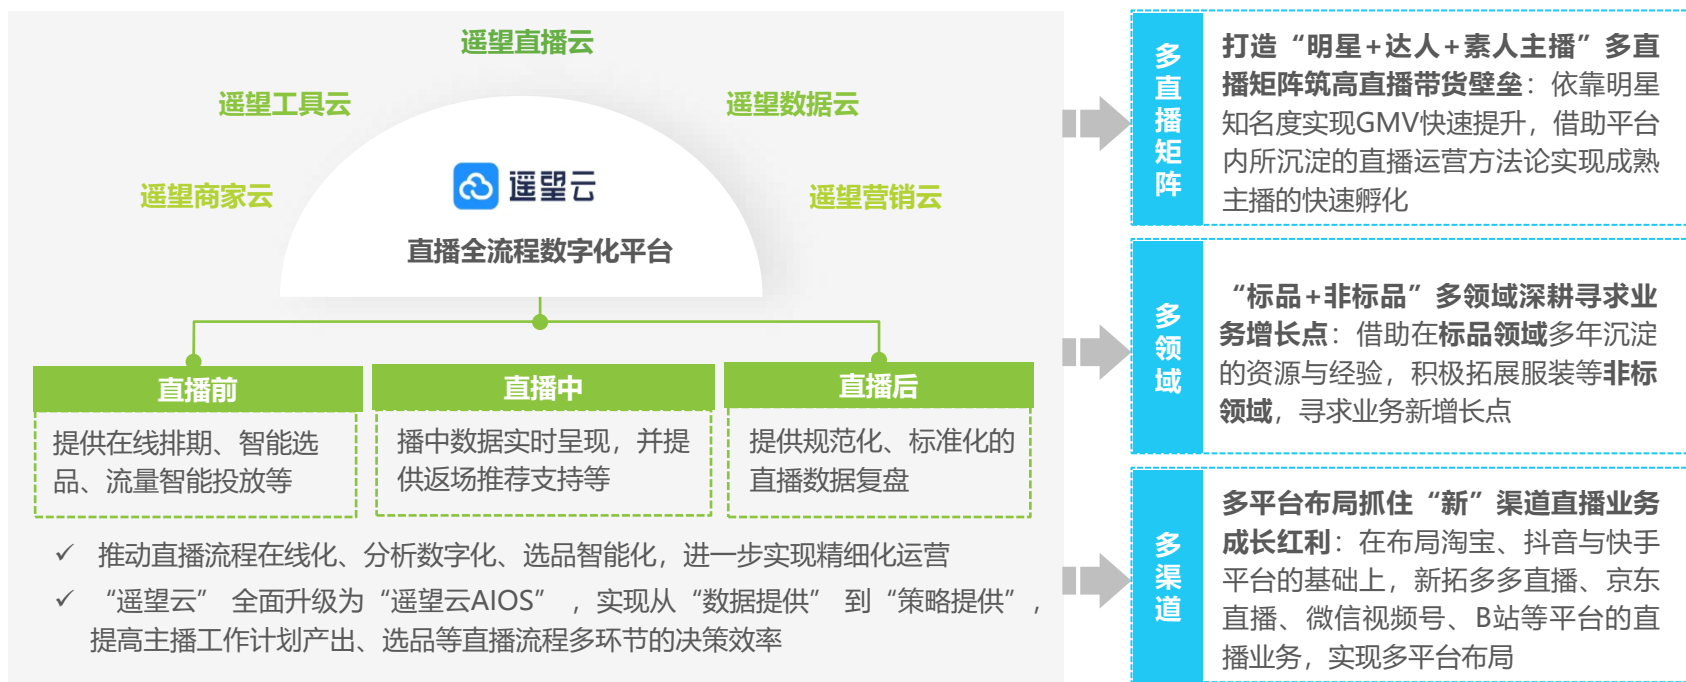 遥望直播云
遥望工具云
遥望数据云
遥望商家云
遥望云
遥望营销云
直播全流程数字化平台
直播前
提供在线排期、智能选
品、流量智能投放等
直播中
播中数据实时呈现，并提
供返场推荐支持等
直播后
提供规范化、标准化的
直播数据复盘
✓ 推动直播流程在线化、分析数字化、选品智能化，进一步实现精细化运营
✓ “遥望云” 全面升级为“遥望云AIOS” ，实现从“数据提供” 到“策略提供” ，
提高主播工作计划产出、选品等直播流程多环节的决策效率
多直播矩阵
打造“明星+达人+素人主播”多直
播矩阵筑高直播带货壁垒：依靠明星
知名度实现GMV快速提升，借助平台
内所沉淀的直播运营方法论实现成熟
主播的快速孵化
多领域
“标品+非标品”多领域深耕寻求业
务增长点：借助在标品领域多年沉淀
的资源与经验，积极拓展服装等非标
领域，寻求业务新增长点
多渠道
多平台布局抓住“新”渠道直播业务
成长红利：在布局淘宝、抖音与快手
平台的基础上，新拓多多直播、京东
直播、微信视频号、B站等平台的直
播业务，实现多平台布局